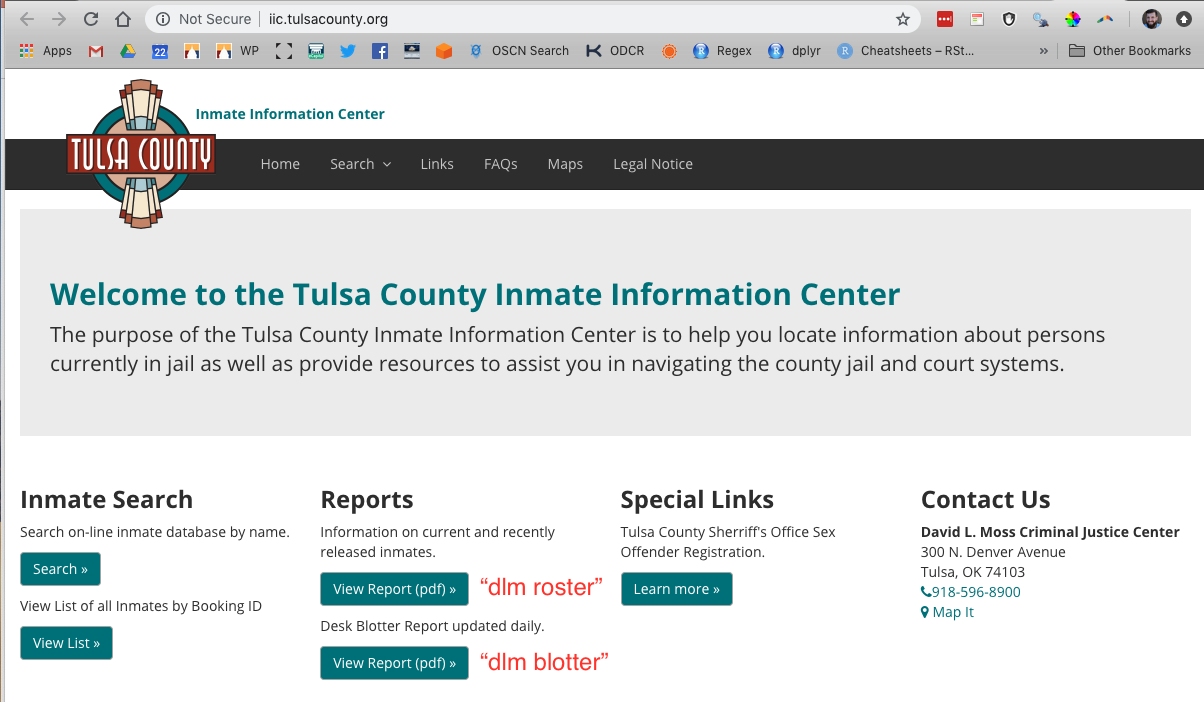 Not Secure iic.tulsacounty.org
Apps 22 WP OSCN Search ODCR R Regex R dplyr R Cheatsheets – RSt... » Other Bookmarks
Inmate Information Center
TULSA COUNTY
Home Search Links FAQs Maps Legal Notice
Welcome to the Tulsa County Inmate Information Center
The purpose of the Tulsa County Inmate Information Center is to help you locate information about persons
currently in jail as well as provide resources to assist you in navigating the county jail and court systems.
Inmate Search
Search on-line inmate database by name.
Search »
View List of all Inmates by Booking ID
View List »
Reports
Information on current and recently
released inmates.
View Report (pdf) » “dlm roster”
Desk Blotter Report updated daily.
View Report (pdf) » “dlm blotter”
Special Links
Tulsa County Sherriff's Office Sex
Offender Registration.
Learn more »
Contact Us
David L. Moss Criminal Justice Center
300 N. Denver Avenue
Tulsa, OK 74103
918-596-8900
Map It